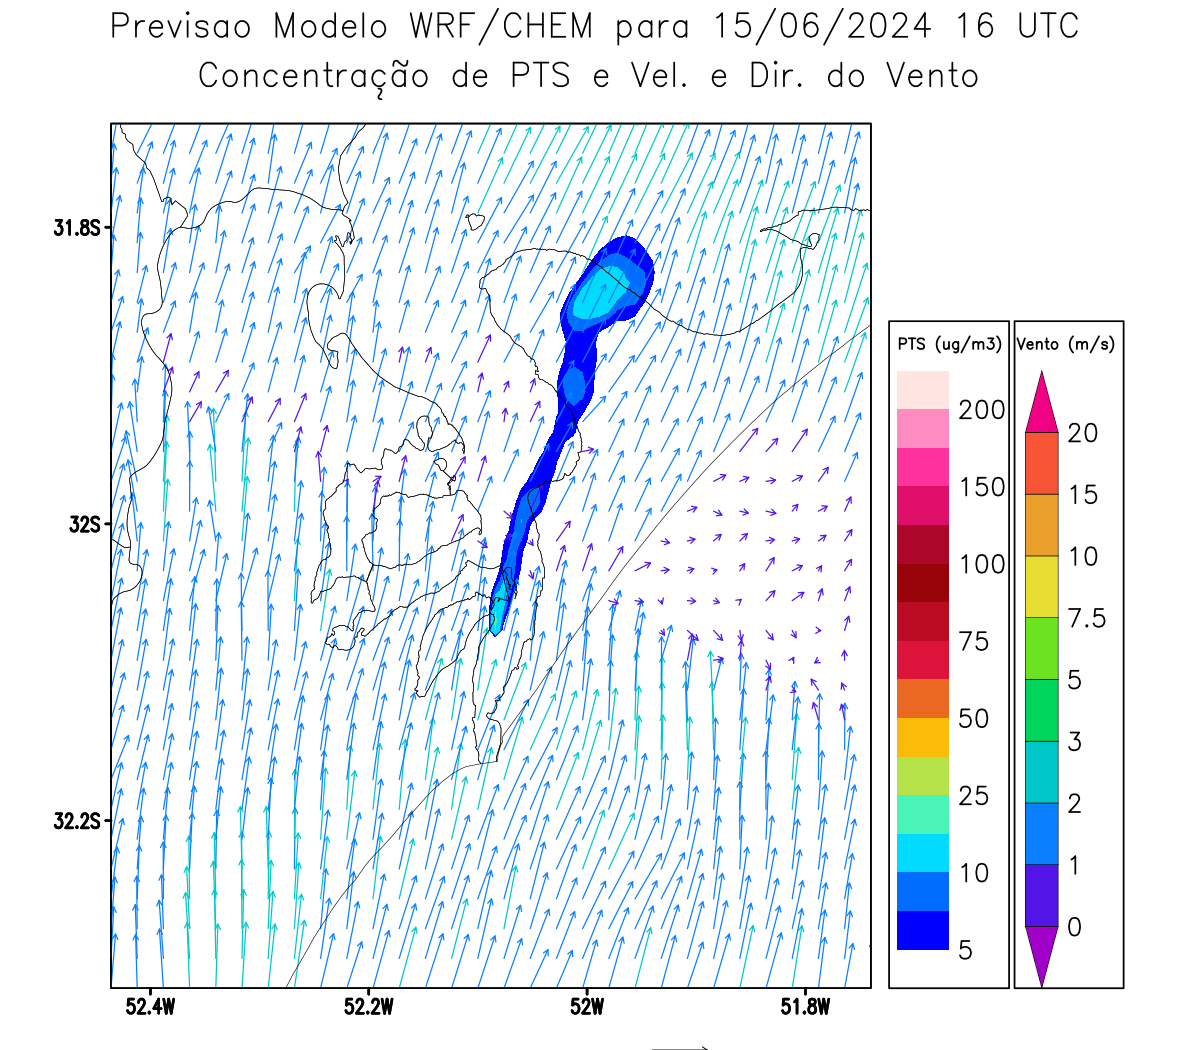 Previsao Modelo WRF/CHEM para 15/06/2024 16 UTC
Concentração de PTS e Vel. e Dir. do Vento
31.8S
32S
32.2S
52.4W
52.2W
52W
51.8W
PTS (ug/m3)
200
150
100
75
50
25
10
5
Vento (m/s)
20
15
10
7.5
5
3
2
1
0